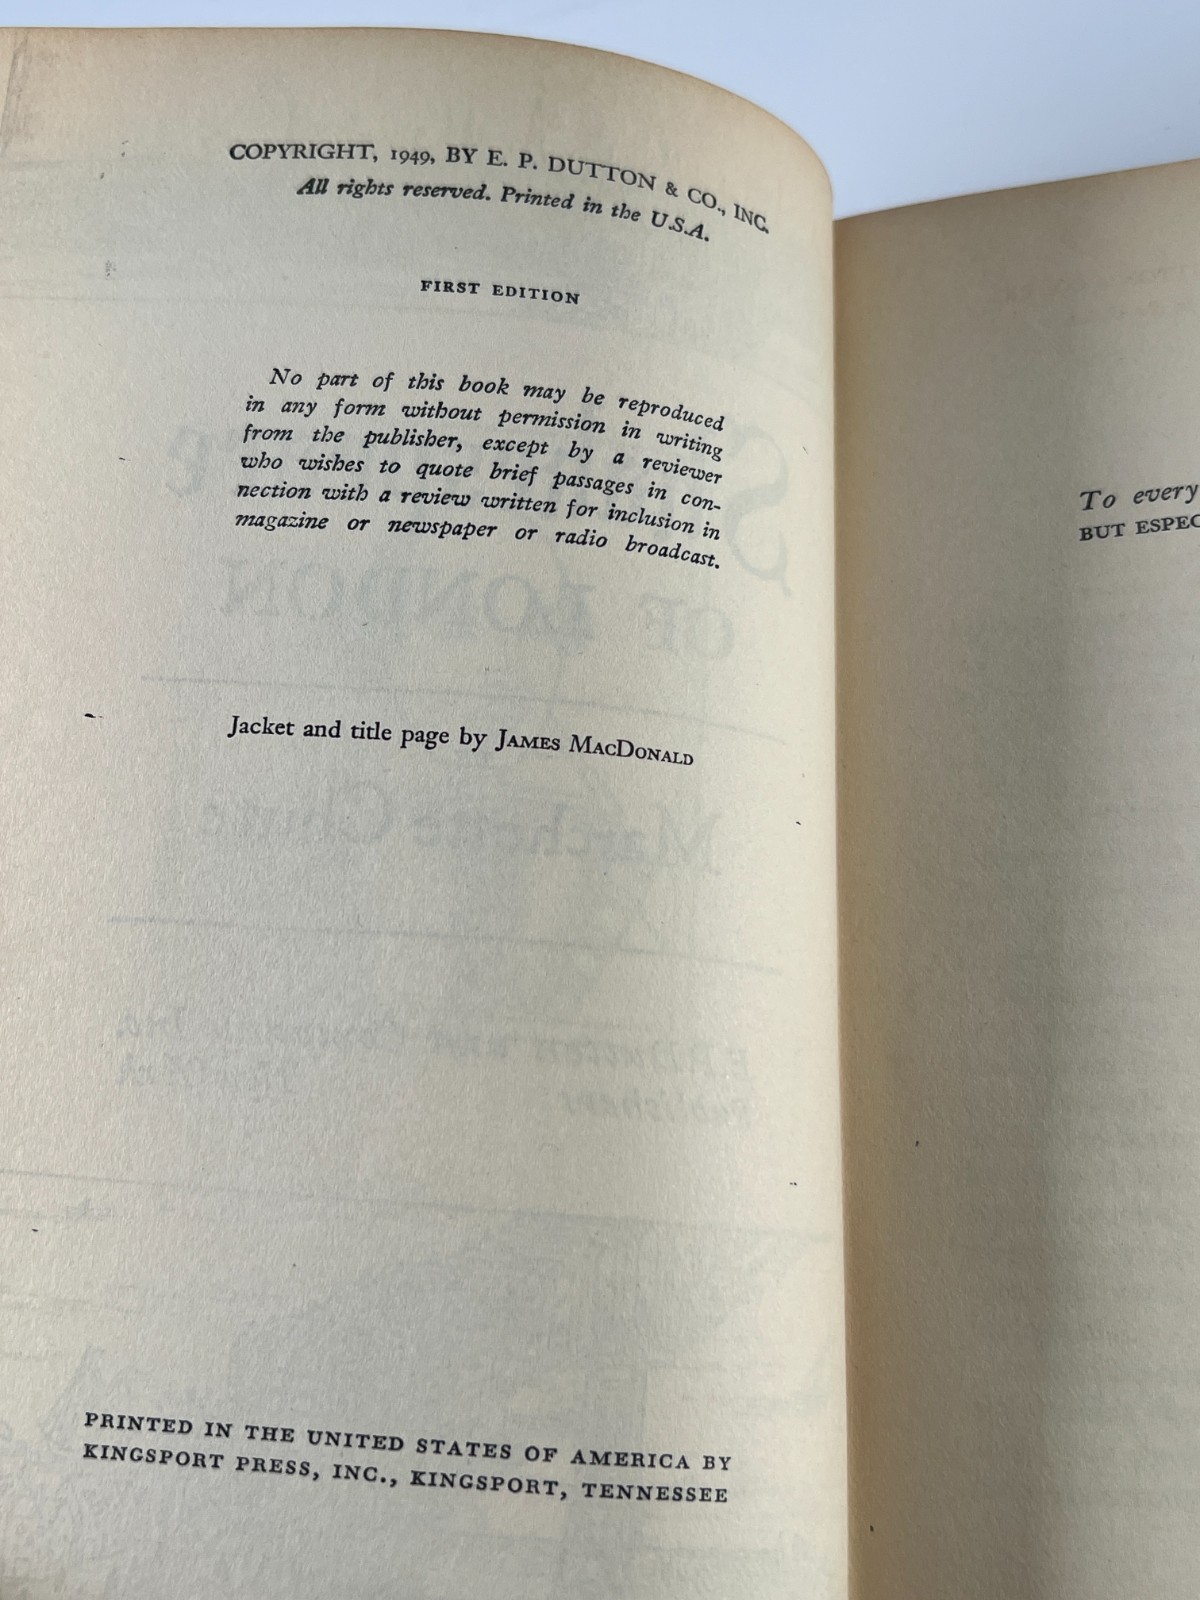 COPYRIGHT, 1949, BY E. P. DUTTON & CO., INC.
All rights reserved. Printed in the U.S.A.
FIRST EDITION
No part of this book may be reproduced
in any form without permission in writing
from the publisher, except by a reviewer
who wishes to quote brief passages in con-
nection with a review written for inclusion in
magazine or newspaper or radio broadcast.
OF LONDON
Jacket and title page by JAMES MACDONALD
Marchette Chute
PRINTED IN THE UNITED STATES OF AMERICA BY
KINGSPORT PRESS, INC., KINGSPORT, TENNESSEE
To every
BUT ESPEC